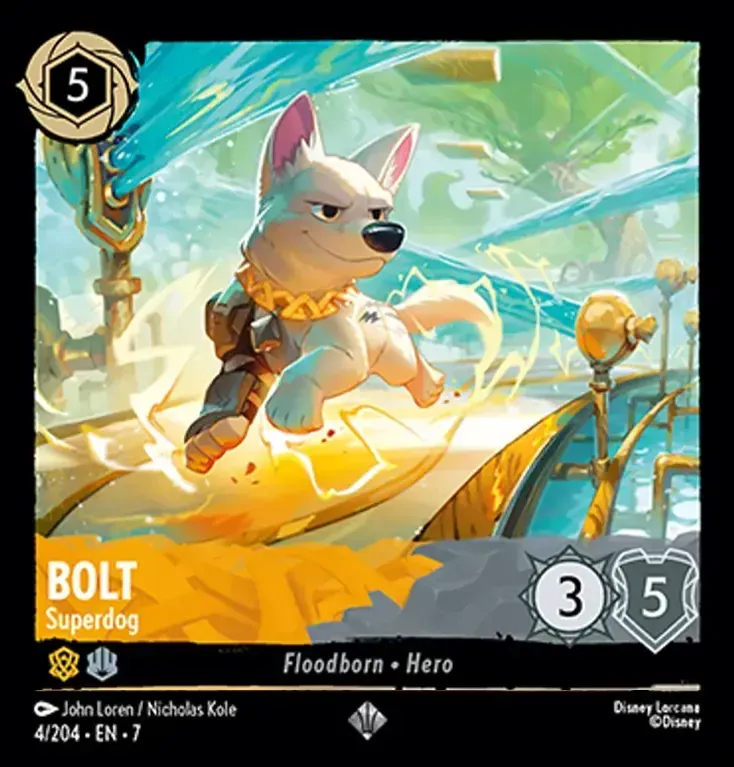 5
BOLT
Superdog
3
5
Floodborn • Hero
John Loren / Nicholas Kole
4/204 • EN • 7
Disney Lorcana
©Disney